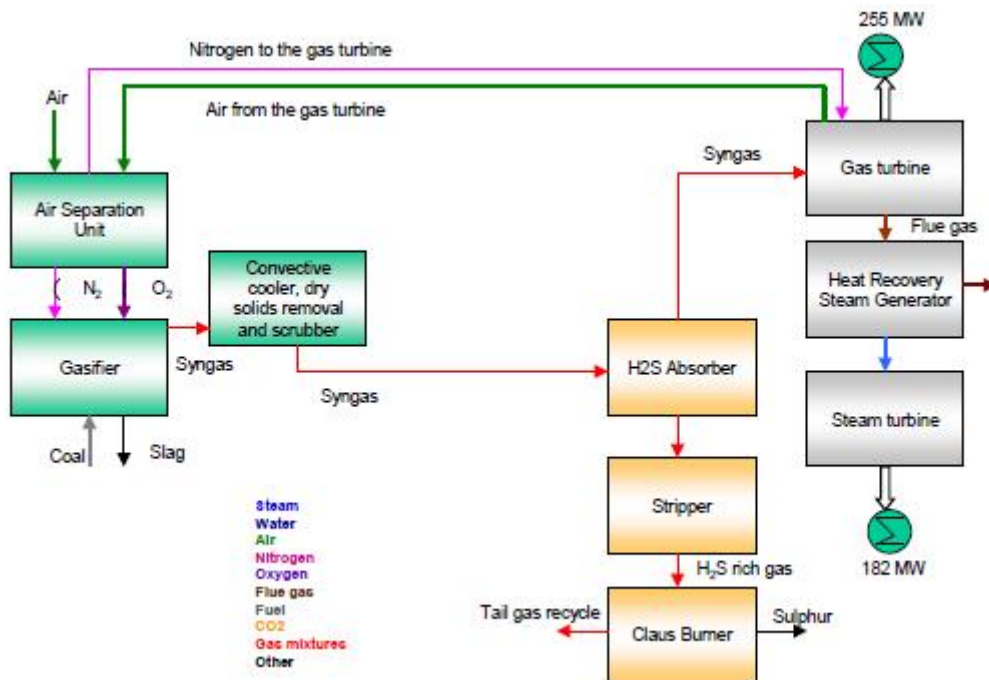 255 MW
Nitrogen to the gas turbine
Air
Air from the gas turbine
Syngas
Gas turbine
Air Separation
Unit
Flue gas
Convective
cooler, dry
solids removal
and scrubber
Heat Recovery
Steam Generator
N₂
O₂
Gasifier
Syngas
H2S Absorber
Syngas
Steam turbine
Coal
Slag
Stripper
Steam
Water
Air
Nitrogen
Oxygen
Flue gas
Fuel
CO2
Gas mixtures
Other
182 MW
H₂S rich gas
Tail gas recycle
Claus Burner
Sulphur